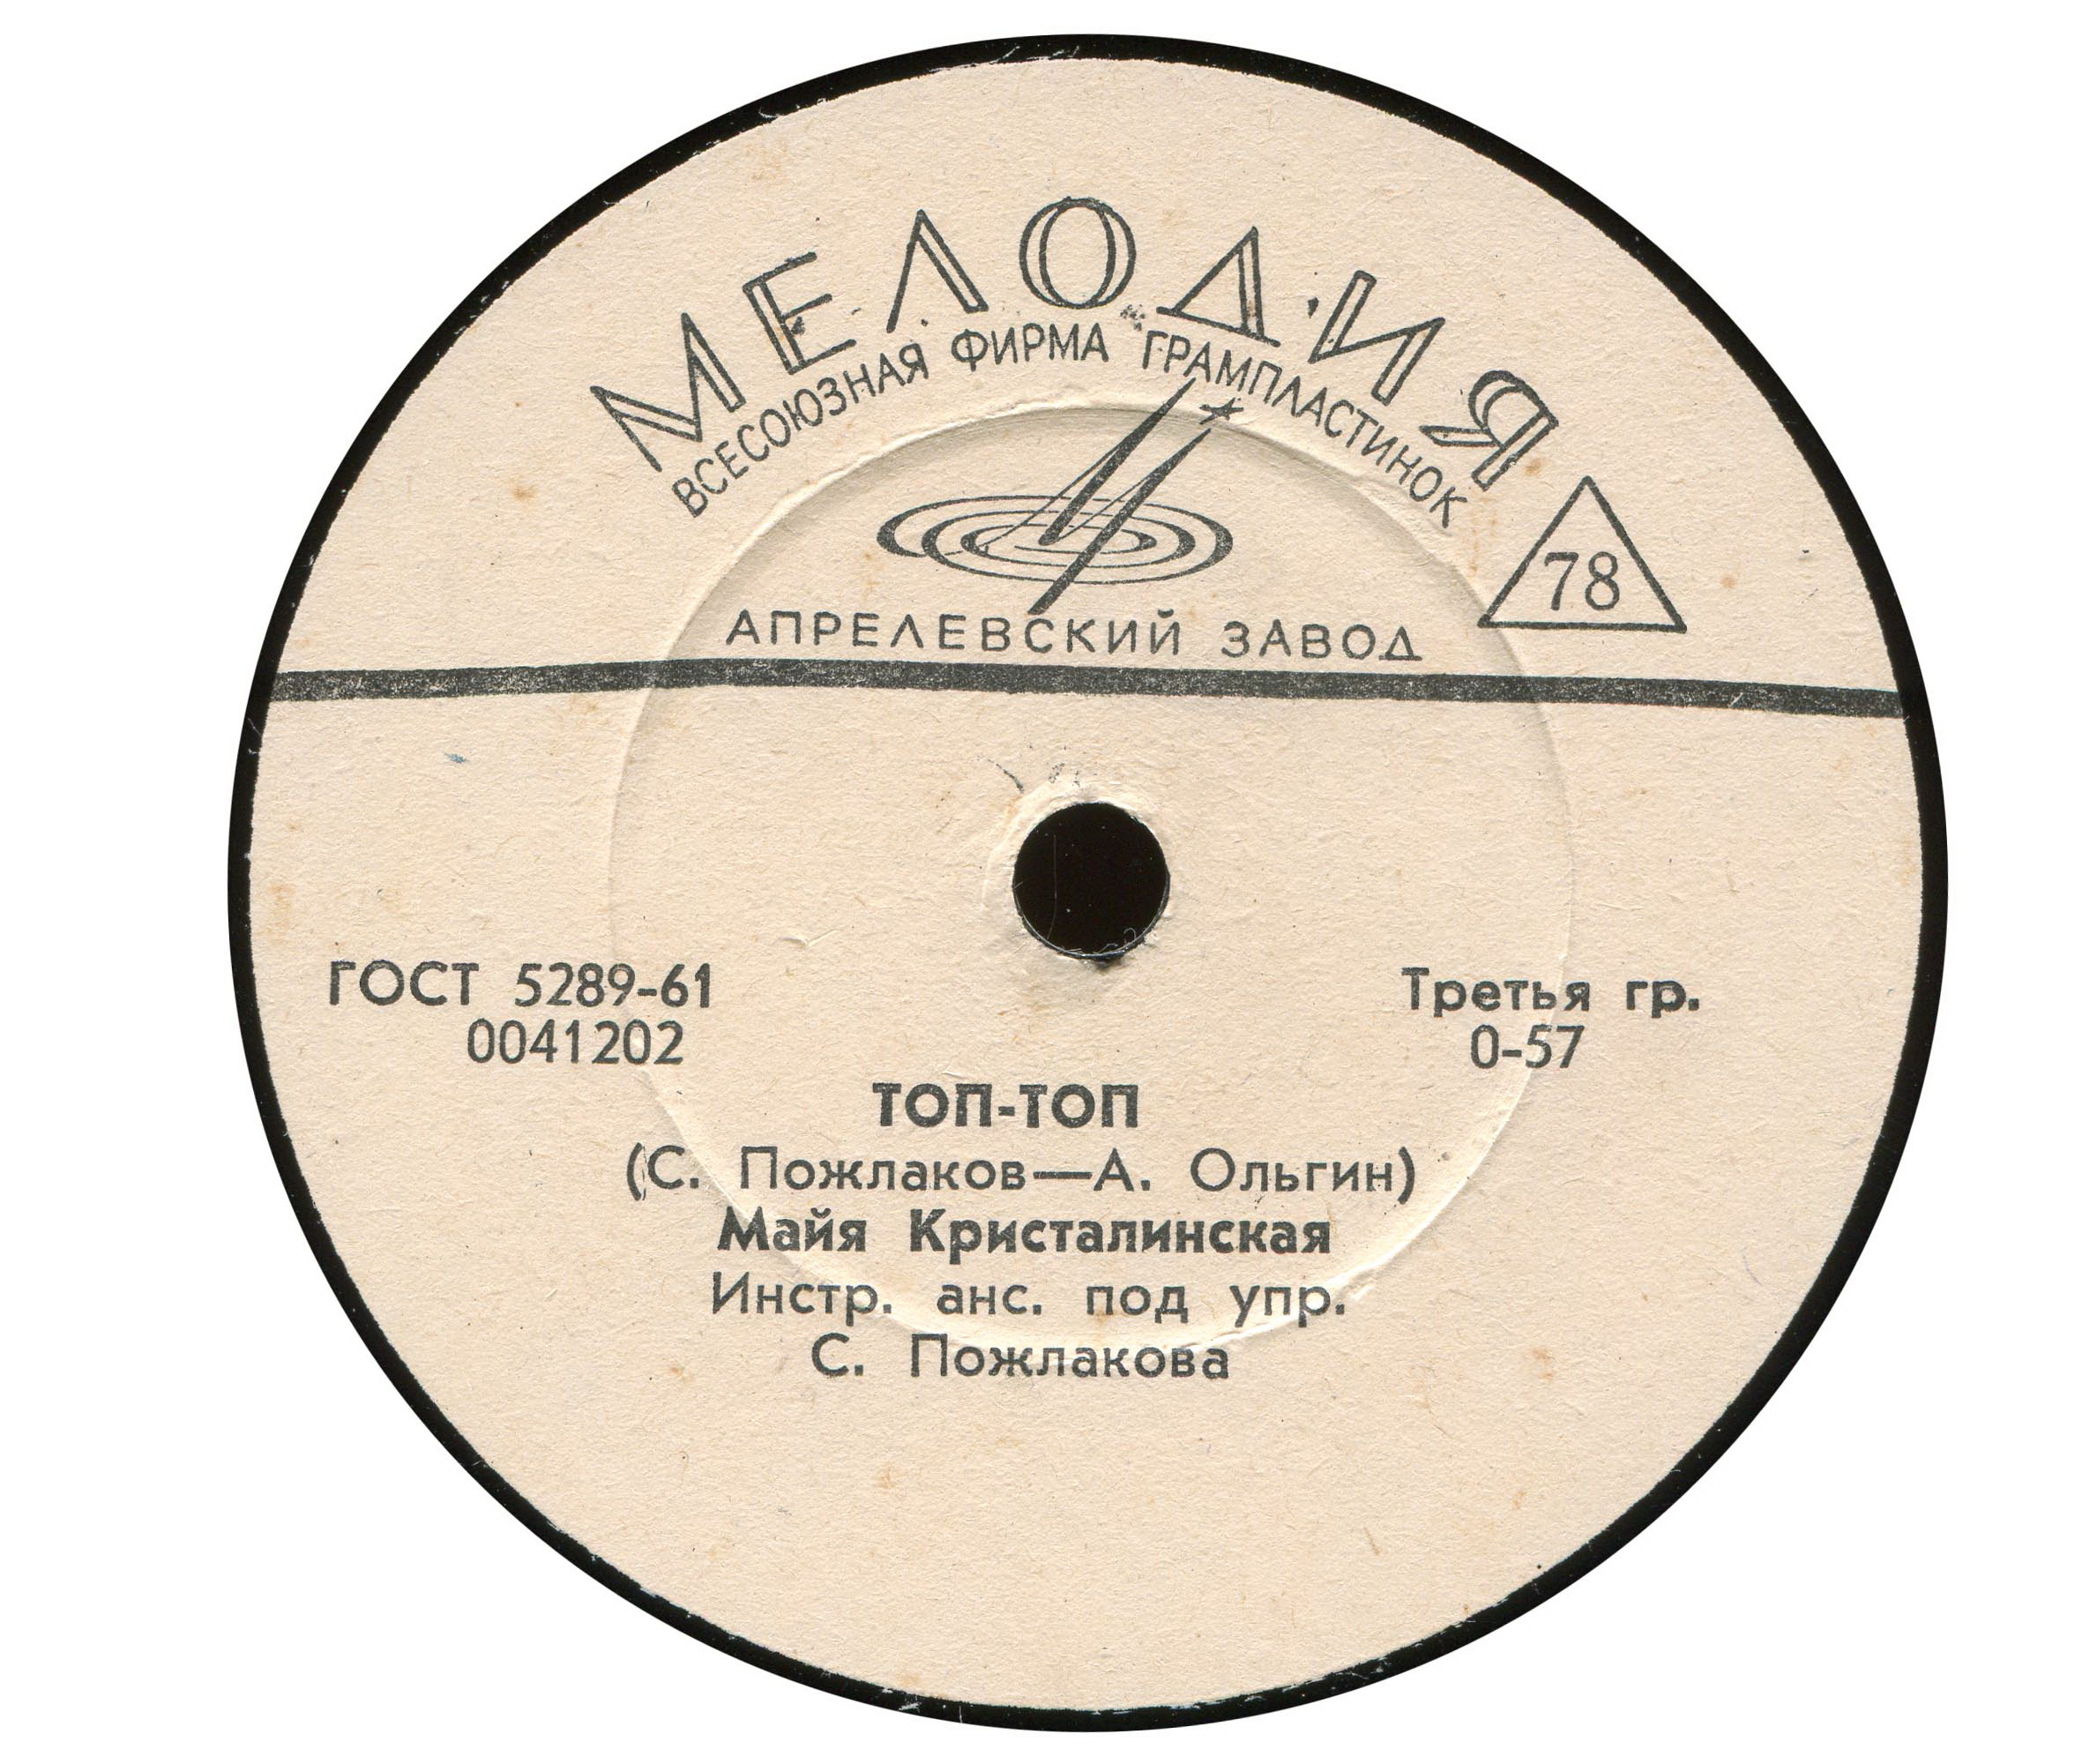 МЕЛОДИЯ
ВСЕСОЮЗНАЯ ФИРМА ГРАМПЛАСТИНОК
78
АПРЕЛЕВСКИЙ ЗАВОД
ГОСТ 5289-61
0041202
Третья гр.
0-57
ТОП-ТОП
(С. Пожлаков—А. Ольгин)
Майя Кристалинская
Инстр. анс. под упр.
С. Пожлакова